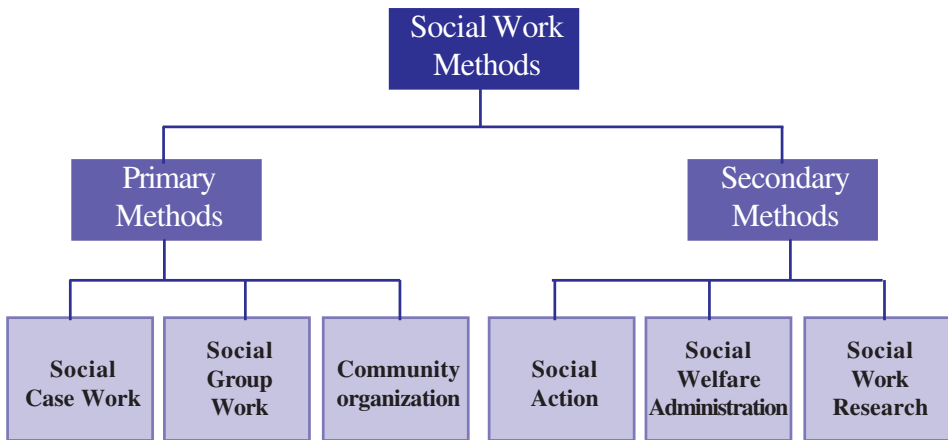 Social Work
Methods
Primary
Methods
Secondary
Methods
Social
Case Work
Social
Group
Work
Community
organization
Social
Action
Social
Welfare
Administration
Social
Work
Research